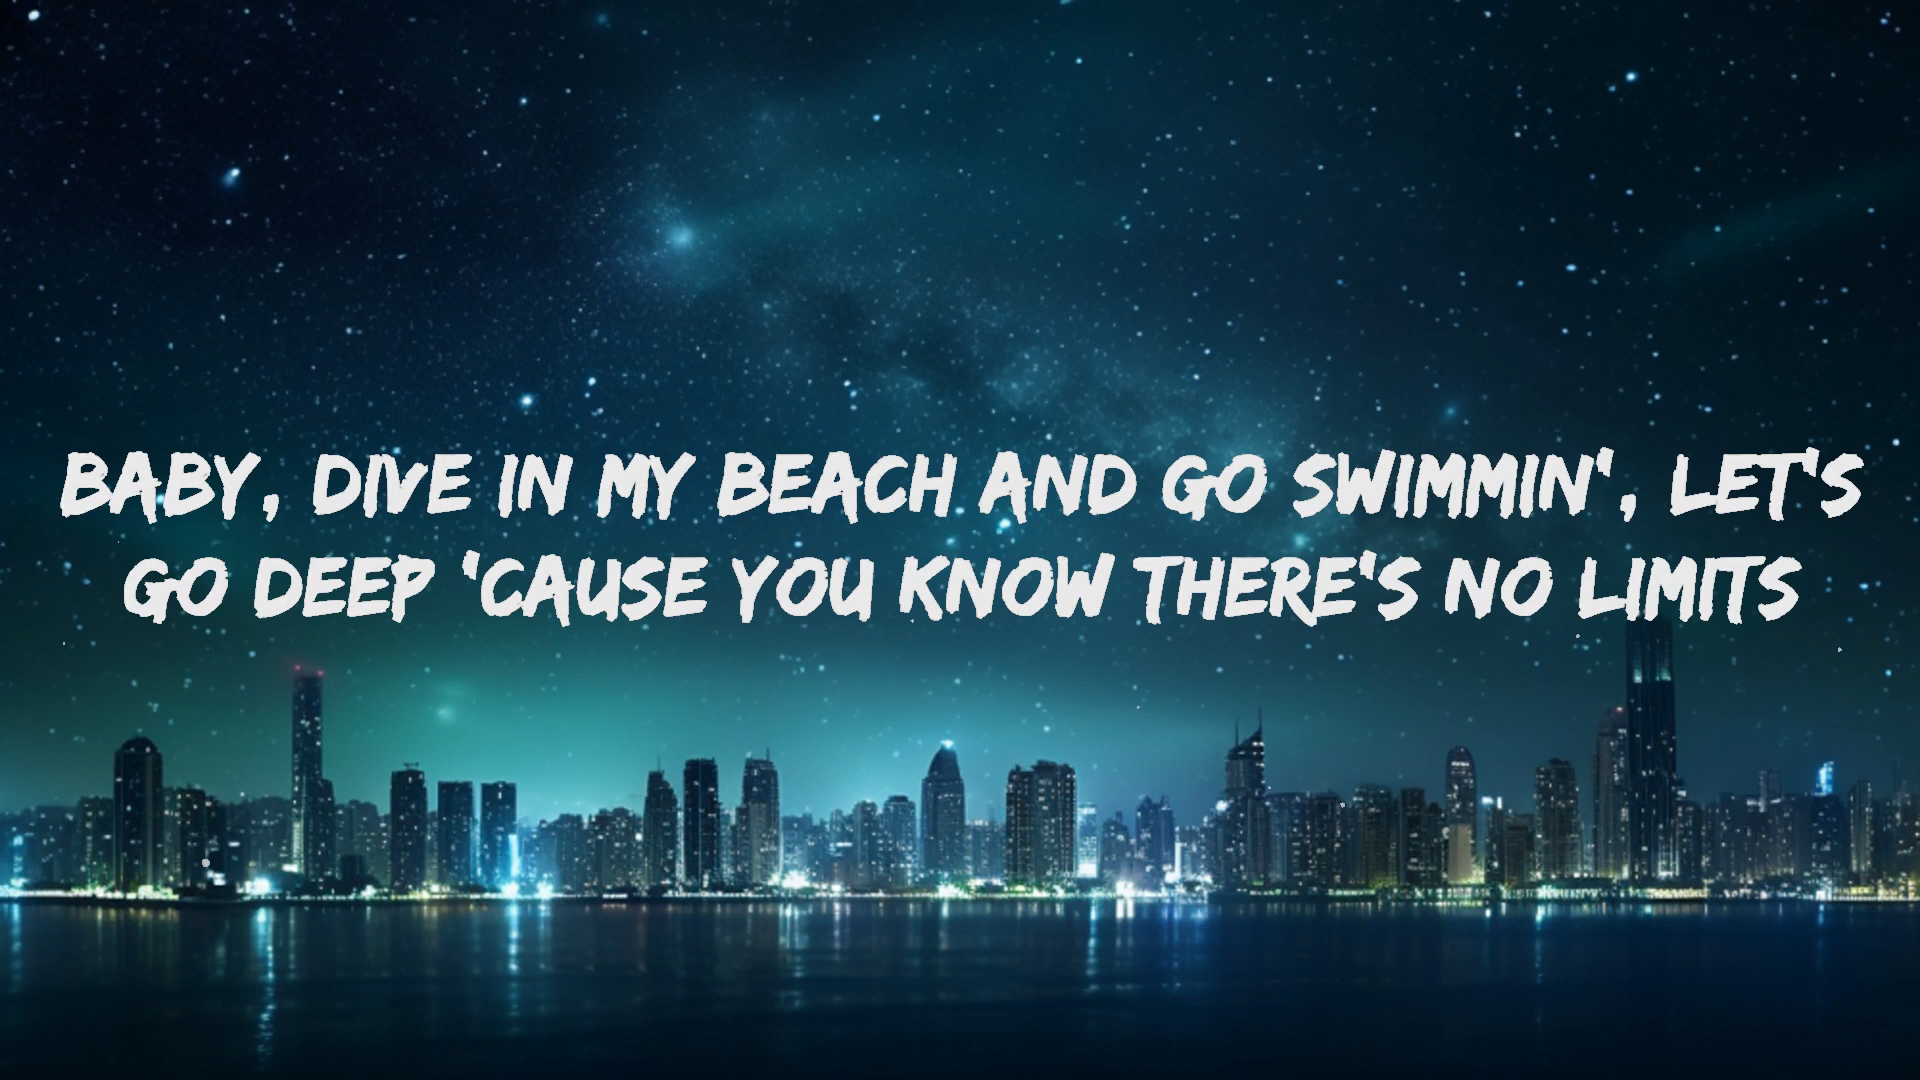 BABY, DIVE IN MY BEACH AND GO SWIMMIN', LET'S
GO DEEP 'CAUSE YOU KNOW THERE'S NO LIMITS